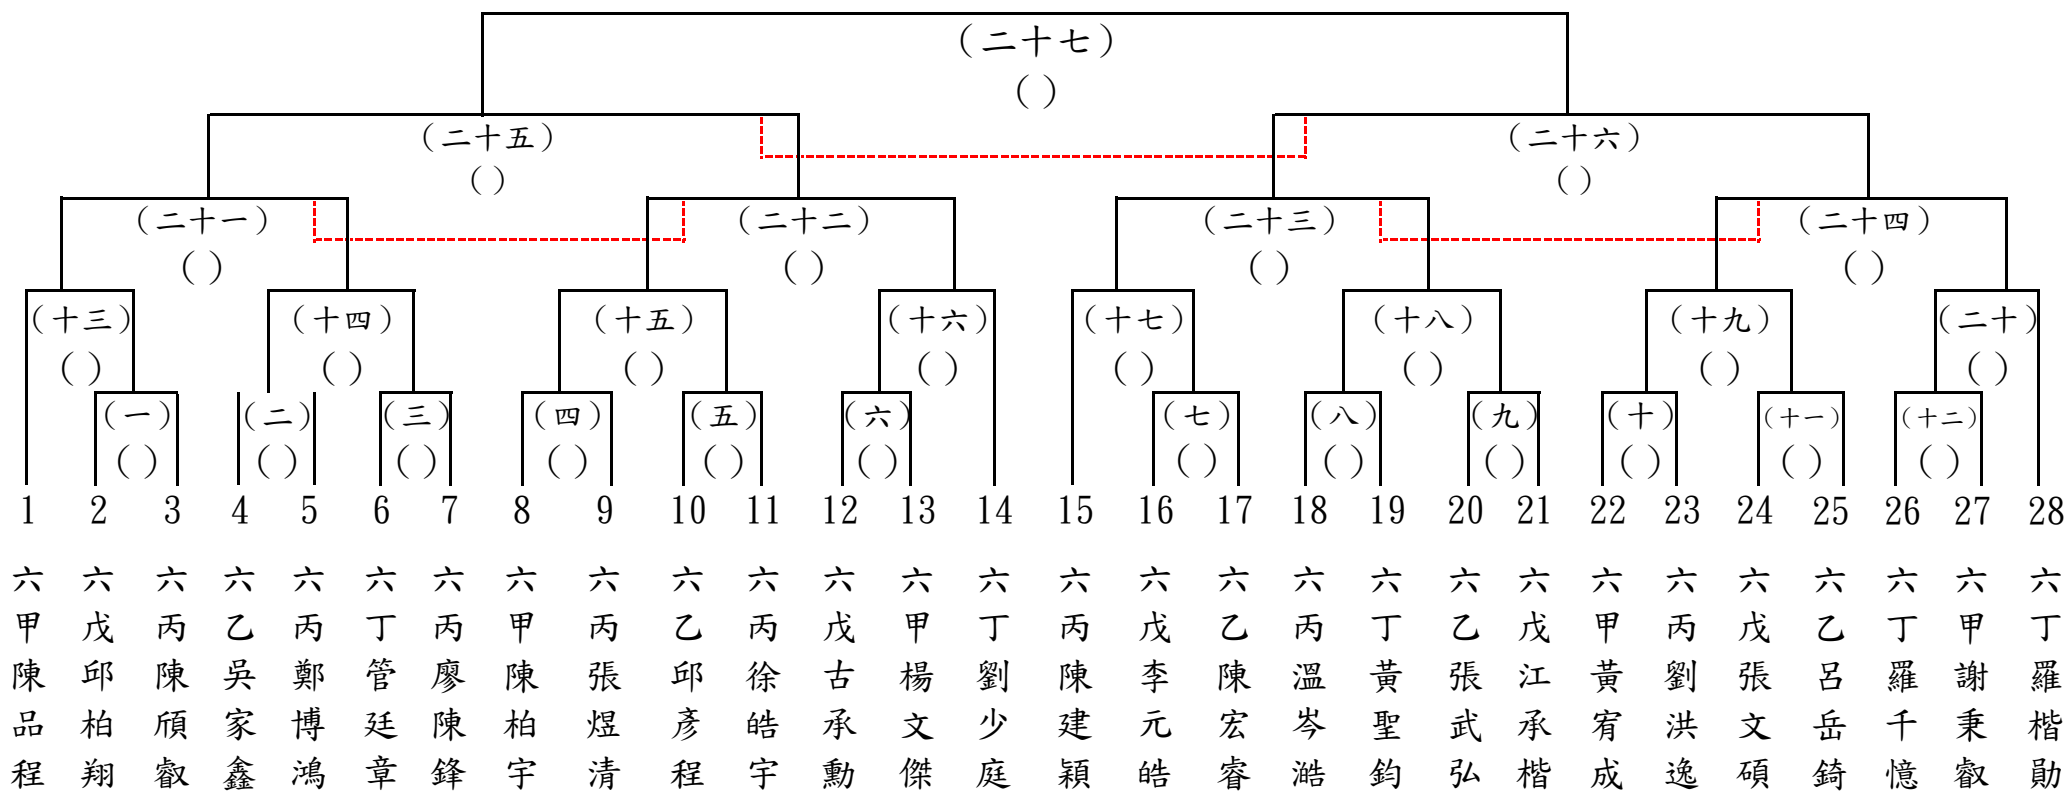 （二十七）
（ ）
（二十五） （二十六）
（ ） （ ）
（二十一） （二十二） （二十三） （二十四）
（ ） （ ） （ ） （ ）
（十三） （十四） （十五） （十六） （十七） （十八） （十九） （二十）
（ ） （ ） （ ） （ ） （ ） （ ） （ ） （ ）
（一） （二） （三） （四） （五） （六） （七） （八） （九） （十） （十一） （十二）
（ ） （ ） （ ） （ ） （ ） （ ） （ ） （ ） （ ） （ ） （ ） （ ）
1 2 3 4 5 6 7 8 9 10 11 12 13 14 15 16 17 18 19 20 21 22 23 24 25 26 27 28
六甲陳品程
六戊邱柏翔
六丙陳頎叡
六乙吳家鑫
六丙鄭博鴻
六丁管廷章
六丙廖陳鋒
六甲陳柏宇
六丙張煜清
六乙邱彥程
六丙徐皓宇
六戊古承勳
六甲楊文傑
六丁劉少庭
六丙陳建穎
六戊李元皓
六乙陳宏睿
六丙溫岑澔
六丁黃聖鈞
六乙張武弘
六戊江承楷
六甲黃宥成
六丙劉洪逸
六戊張文碩
六乙呂岳錡
六丁羅千憶
六甲謝秉叡
六丁羅楷勛